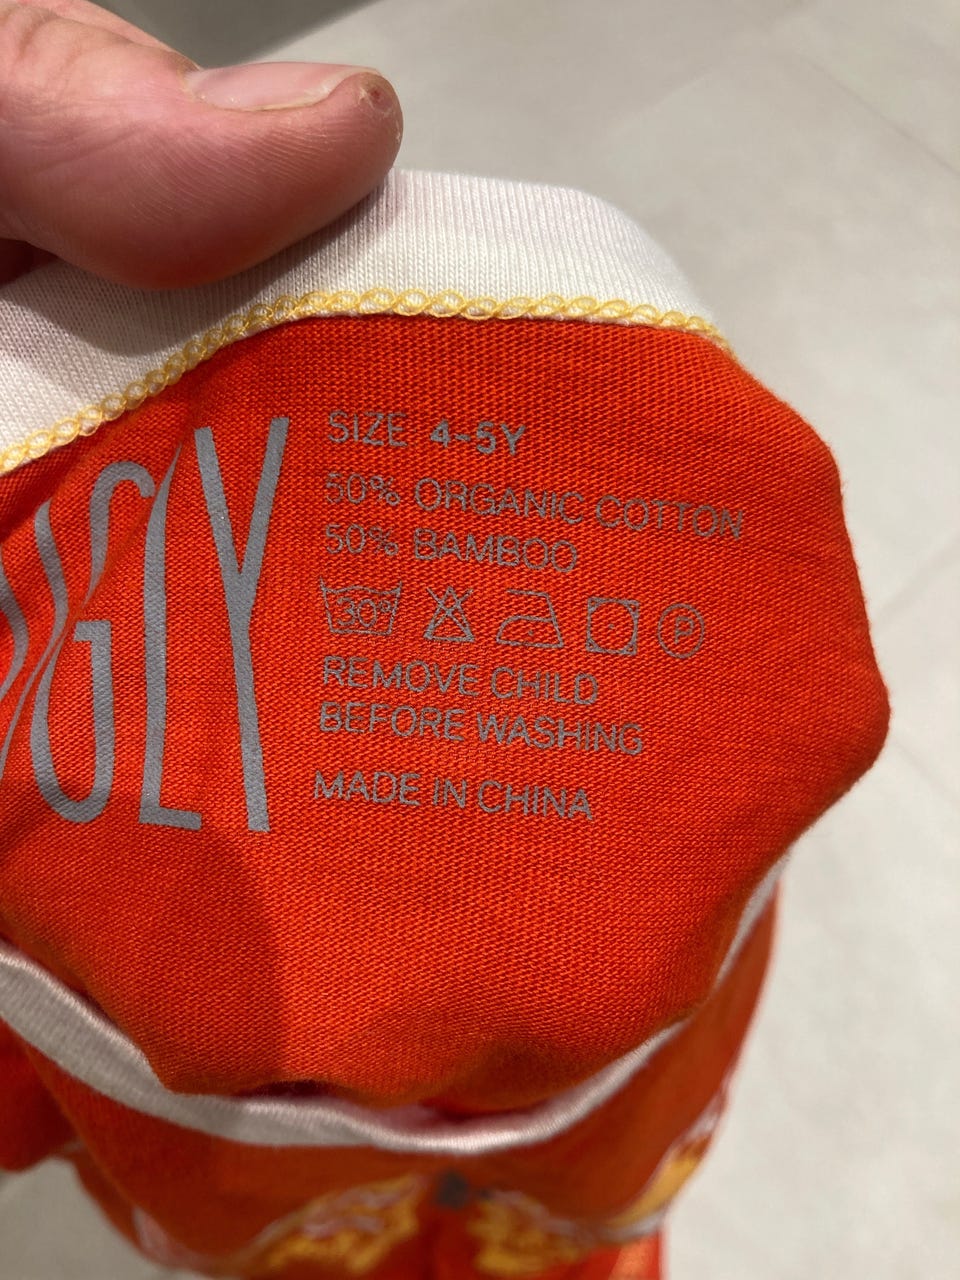 SIZE 4-5Y
50% ORGANIC COTTON
50% BAMBOO
30° P
REMOVE CHILD
BEFORE WASHING
MADE IN CHINA